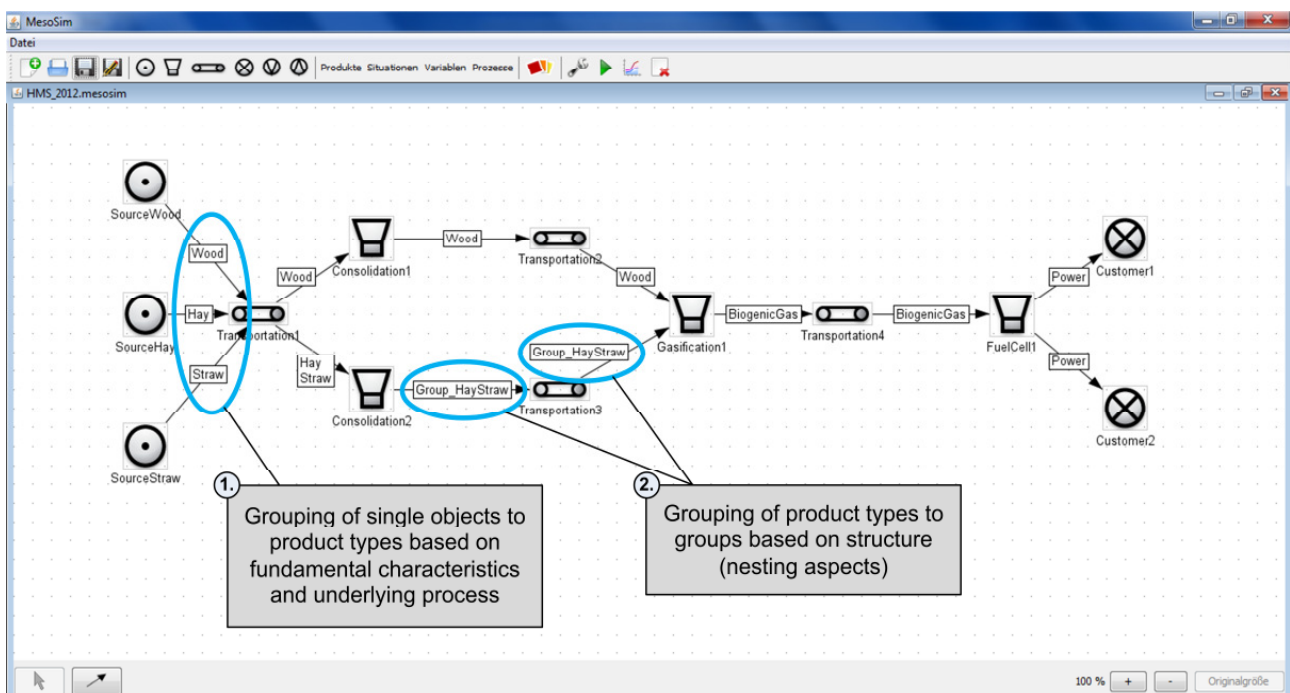 MesoSim
Datei
Produkte Situationen Variablen Prozesse
HMS_2012.mesosim
SourceWood
Wood
Wood
Consolidation1
Wood
Transportation2
Wood
Power
Customer1
Hay
SourceHay
Transportation1
Gasification1
BiogenicGas
Transportation4
BiogenicGas
FuelCell1
Straw
Hay
Straw
Group_HayStraw
Group_HayStraw
Transportation3
Consolidation2
Power
Customer2
SourceStraw
1.
Grouping of single objects to
product types based on
fundamental characteristics
and underlying process
2.
Grouping of product types to
groups based on structure
(nesting aspects)
100 %
+
-
Originalgröße